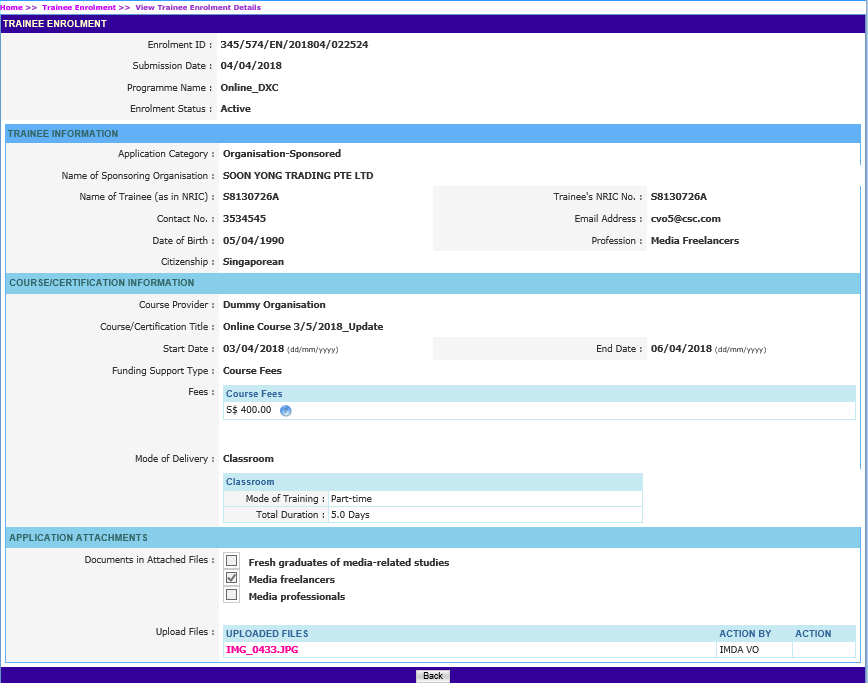 Home >> Trainee Enrolment >> View Trainee Enrolment Details
TRAINEE ENROLMENT
Enrolment ID : 345/574/EN/201804/022524
Submission Date : 04/04/2018
Programme Name : Online_DXC
Enrolment Status : Active
TRAINEE INFORMATION
Application Category : Organisation-Sponsored
Name of Sponsoring Organisation : SOON YONG TRADING PTE LTD
Name of Trainee (as in NRIC) : S8130726A Trainee's NRIC No. : S8130726A
Contact No. : 3534545 Email Address : cvo5@csc.com
Date of Birth : 05/04/1990 Profession : Media Freelancers
Citizenship : Singaporean
COURSE/CERTIFICATION INFORMATION
Course Provider : Dummy Organisation
Course/Certification Title : Online Course 3/5/2018_Update
Start Date : 03/04/2018 (dd/mm/yyyy) End Date : 06/04/2018 (dd/mm/yyyy)
Funding Support Type : Course Fees
Fees : Course Fees
S$ 400.00
Mode of Delivery : Classroom
Classroom
Mode of Training : Part-time
Total Duration : 5.0 Days
APPLICATION ATTACHMENTS
Documents in Attached Files : Fresh graduates of media-related studies
Media freelancers
Media professionals
Upload Files : UPLOADED FILES ACTION BY ACTION
IMG_0433.JPG IMDA VO
Back